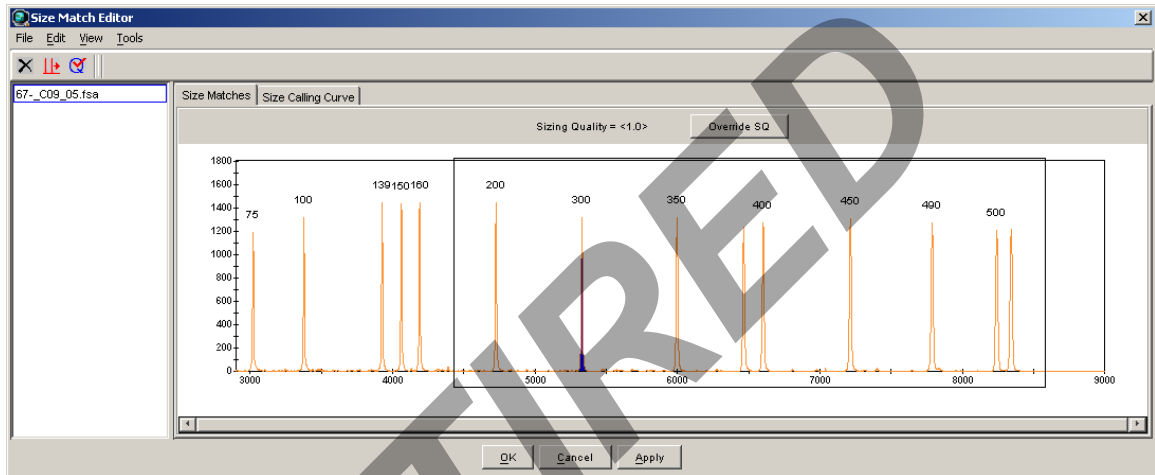 Size Match Editor
File Edit View Tools
67-_C09_05.fsa
Size Matches Size Calling Curve
Sizing Quality = <1.0> Override SQ
1800
1600
1400
1200
1000
800
600
400
200
0
75 100 139 150 160 200 300 350 400 450 490 500
3000 4000 5000 6000 7000 8000 9000
OK Cancel Apply
TIRED